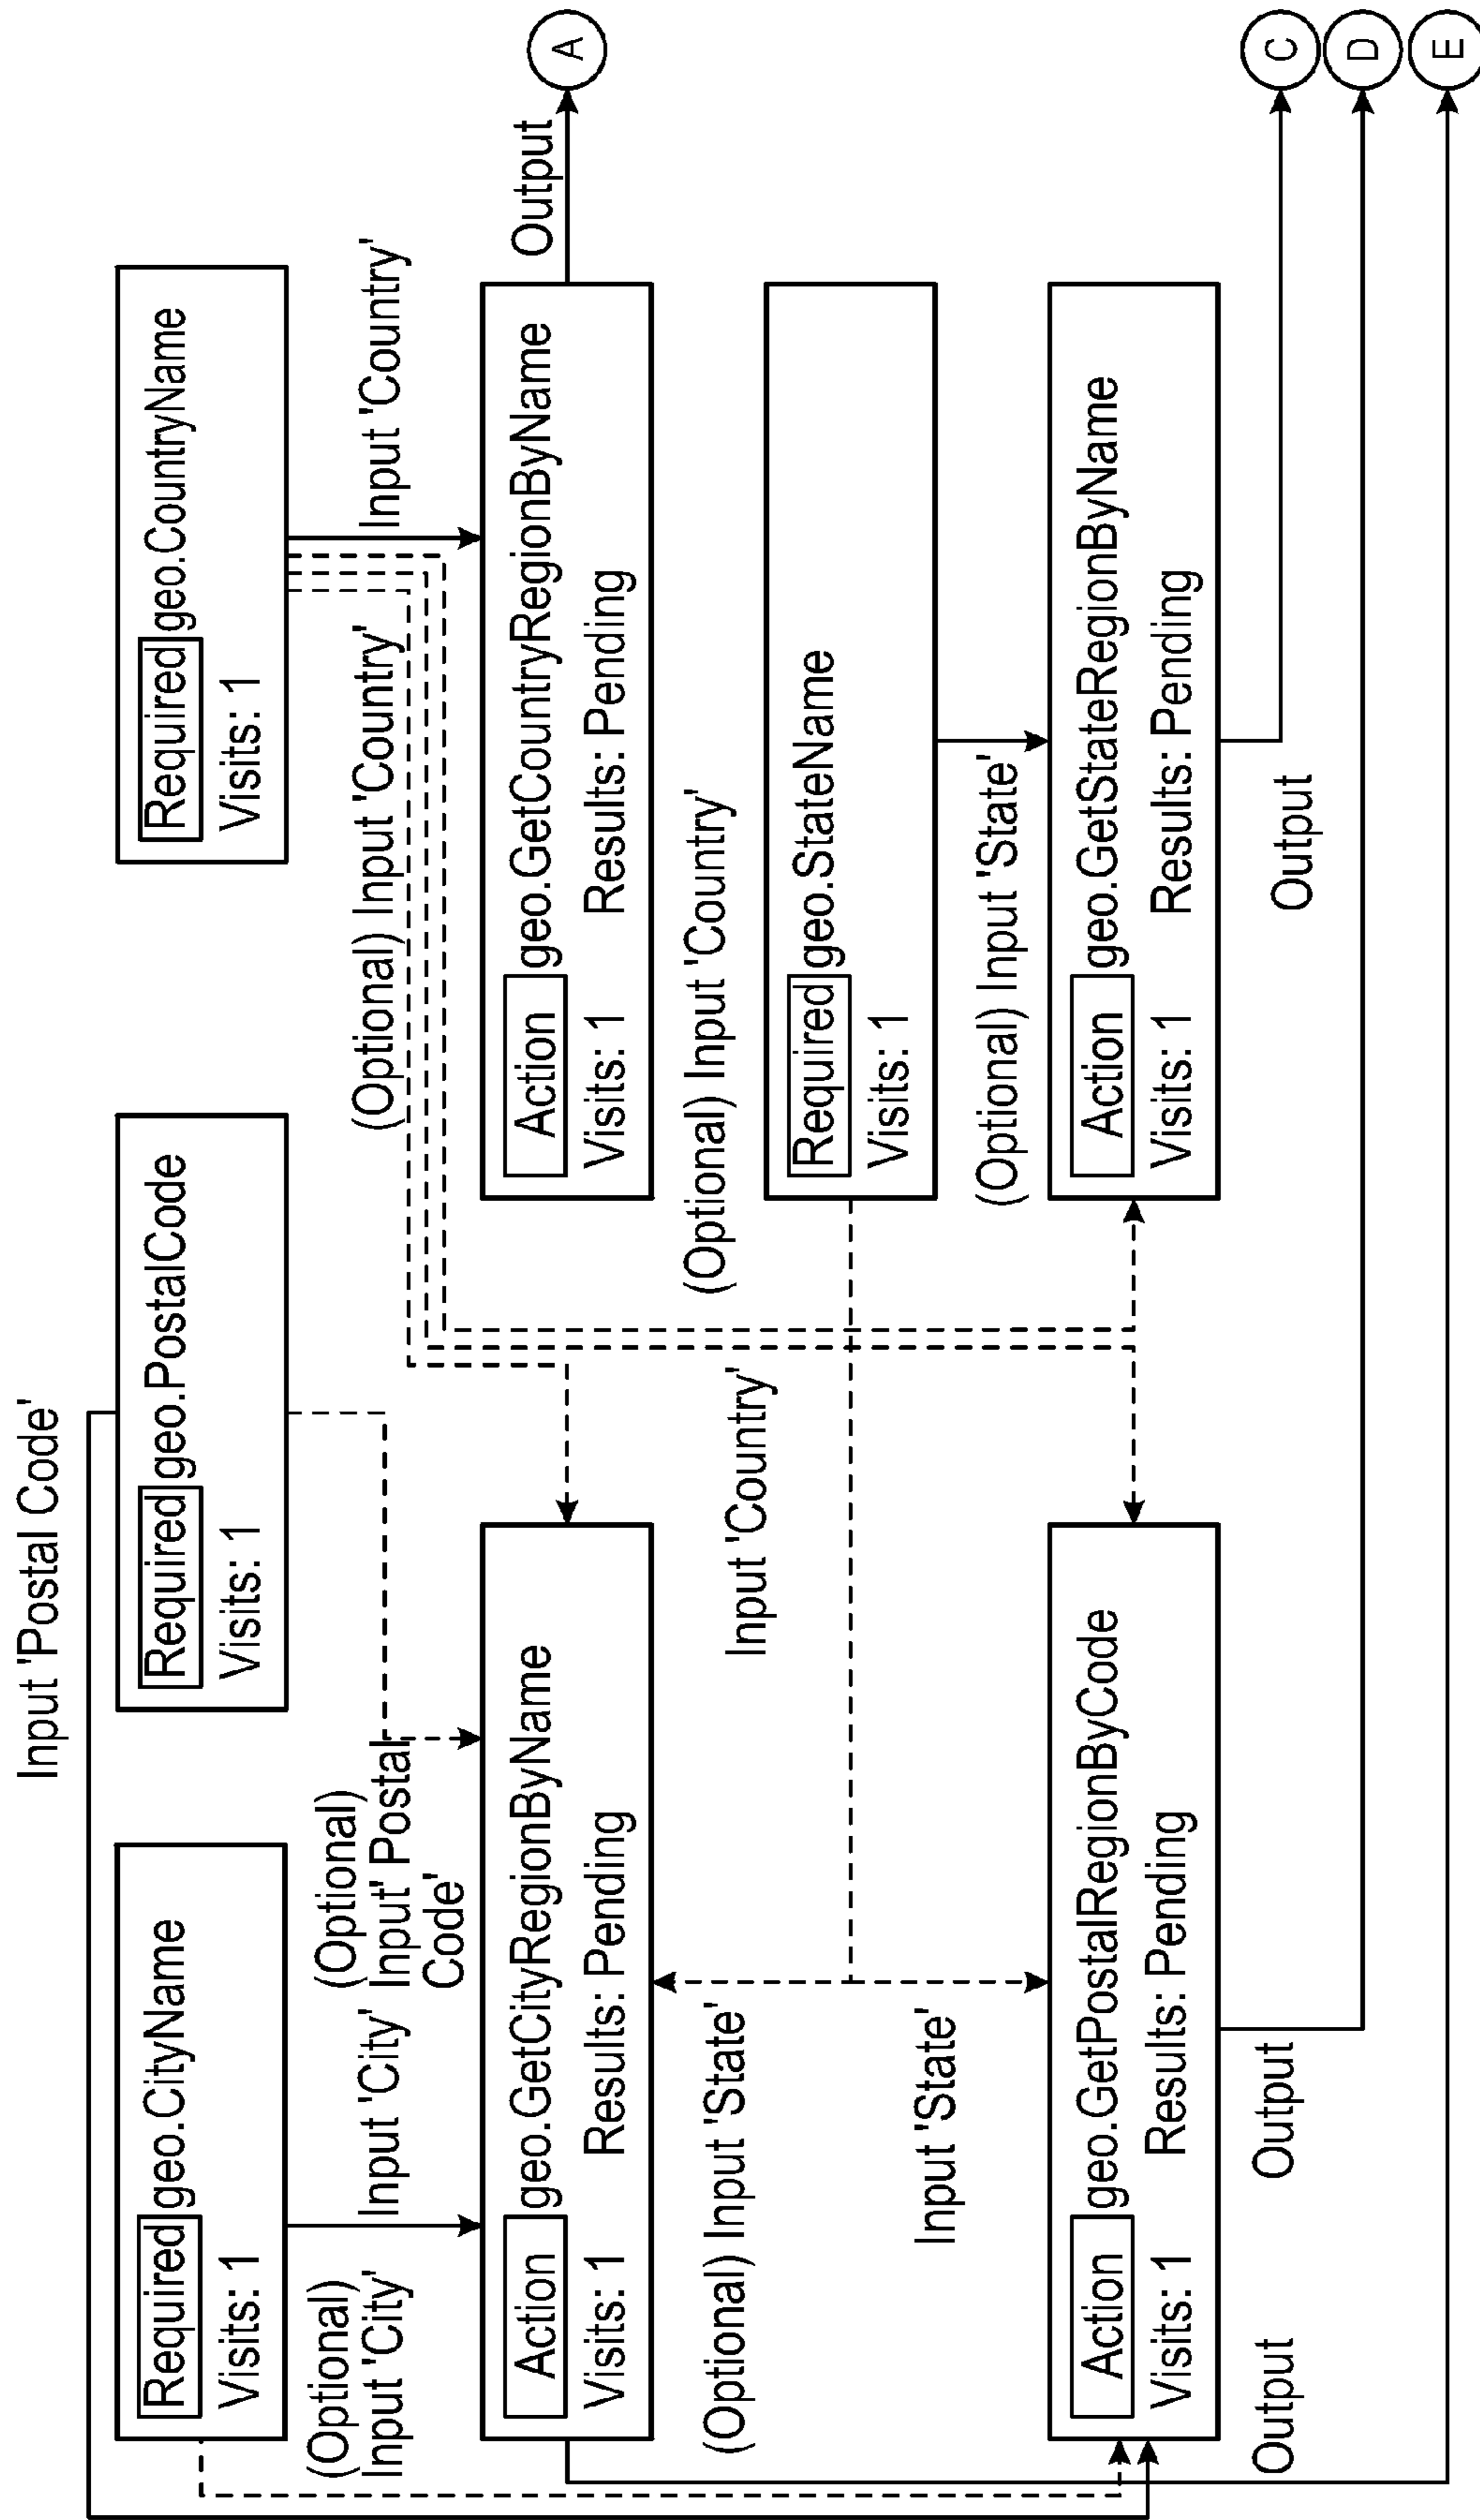 Input 'Postal Code'
Required geo.CityName
Visits: 1
Required geo.PostalCode
Visits: 1
Required geo.CountryName
Visits: 1
(Optional)
Input 'City'
Input 'City'
(Optional)
Input' Postal
Code'
(Optional) Input 'Country'
Input 'Country'
Action geo.GetCityRegionByName
Visits: 1 Results: Pending
Action geo.GetCountryRegionByName
Visits: 1 Results: Pending
Output
A
(Optional) Input 'State'
Input 'Country'
(Optional) Input 'Country'
Required geo.StateName
Visits: 1
Input 'State'
(Optional) Input 'State'
Action geo.GetPostalRegionByCode
Visits: 1 Results: Pending
Action geo.GetStateRegionByName
Visits: 1 Results: Pending
Output
Output
Output
C
D
E